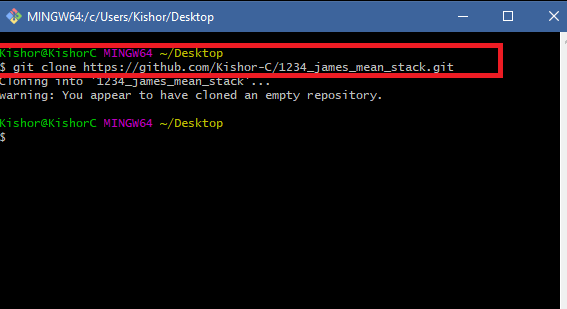 MINGW64:/c/Users/Kishor/Desktop
Kishor@KishorC MINGW64 ~/Desktop
$ git clone https://github.com/Kishor-C/1234_james_mean_stack.git
Cloning into '1234_james_mean_stack'...
warning: You appear to have cloned an empty repository.
Kishor@KishorC MINGW64 ~/Desktop
$